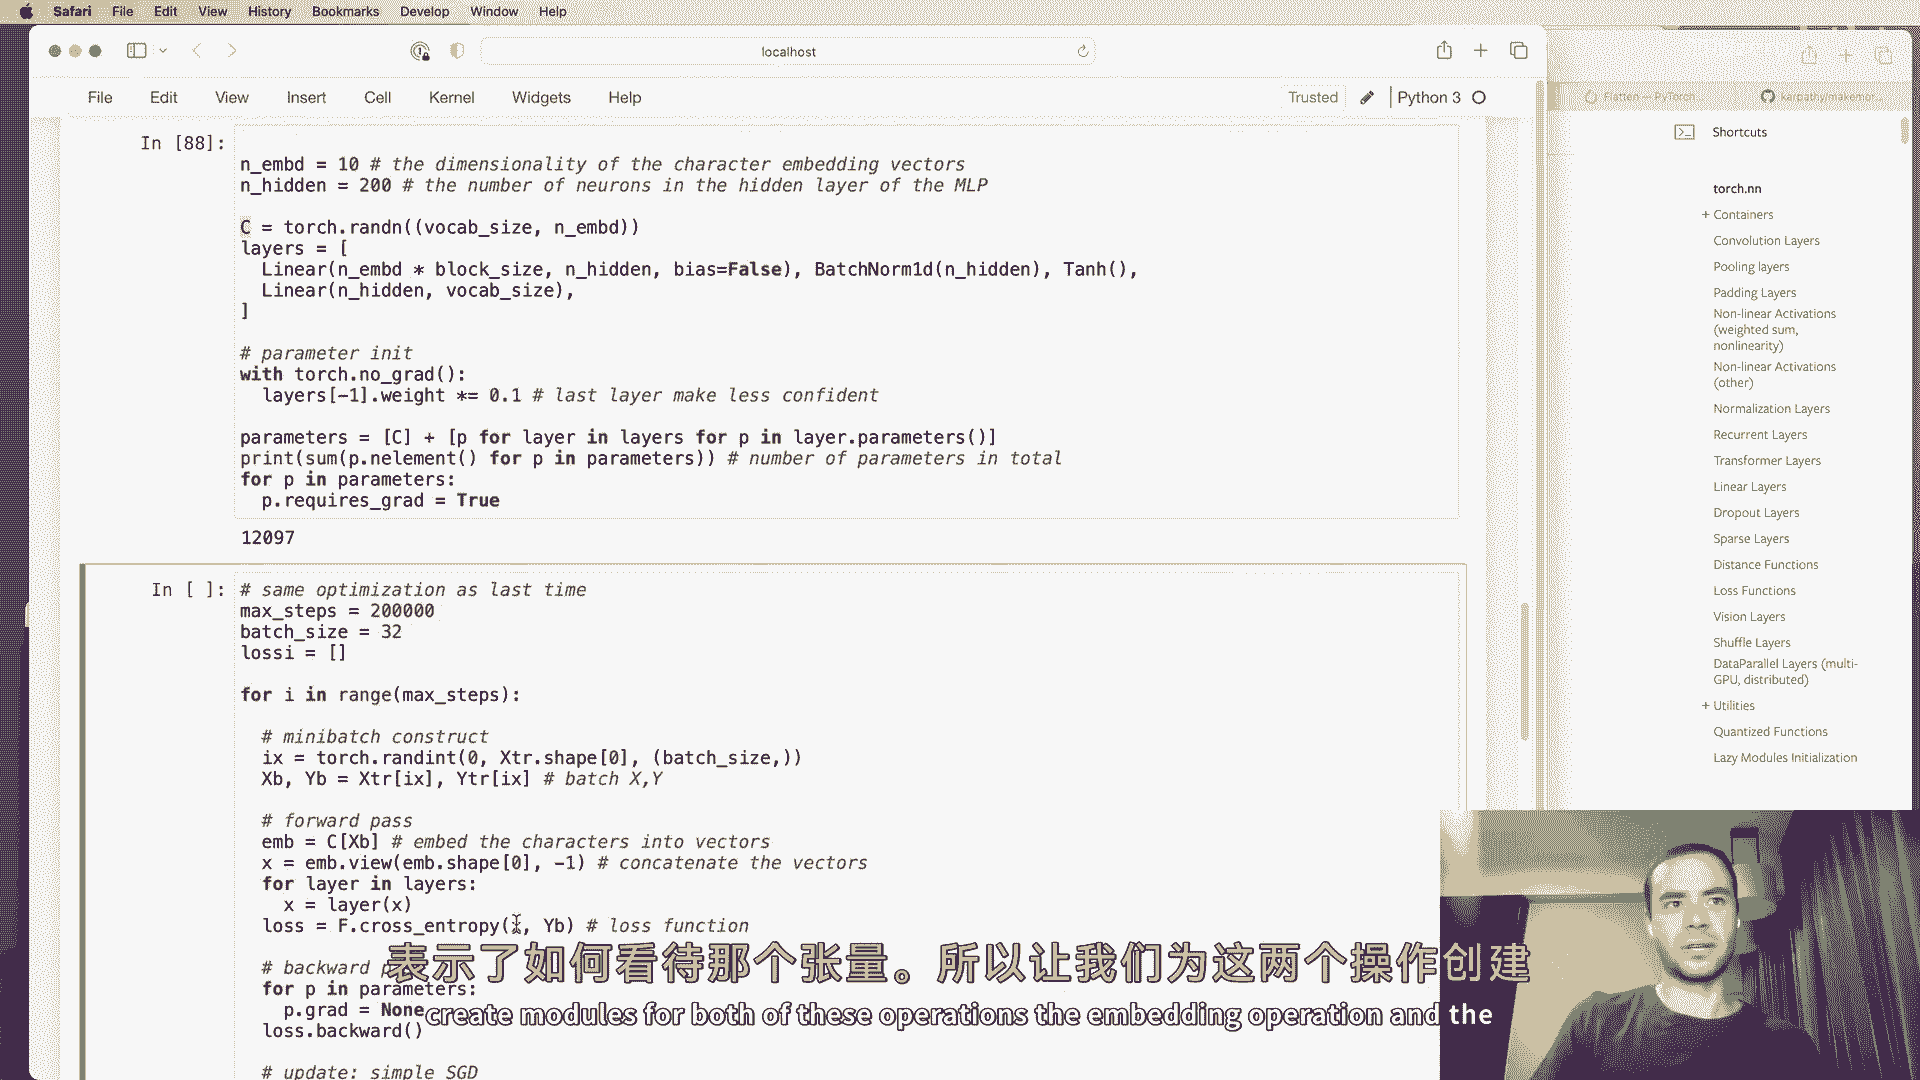 Safari File Edit View History Bookmarks Develop Window Help
localhost
File Edit View Insert Cell Kernel Widgets Help
Trusted Python 3
In [88]:
n_embd = 10 # the dimensionality of the character embedding vectors
n_hidden = 200 # the number of neurons in the hidden layer of the MLP
C = torch.randn((vocab_size, n_embd))
layers = [
Linear(n_embd * block_size, n_hidden, bias=False), BatchNorm1d(n_hidden), Tanh(),
Linear(n_hidden, vocab_size),
]
# parameter init
with torch.no_grad():
layers[-1].weight *= 0.1 # last layer make less confident
parameters = [C] + [p for layer in layers for p in layer.parameters()]
print(sum(p.nelement() for p in parameters)) # number of parameters in total
for p in parameters:
p.requires_grad = True
12097
In [ ]:
# same optimization as last time
max_steps = 200000
batch_size = 32
lossi = []
for i in range(max_steps):
# minibatch construct
ix = torch.randint(0, Xtr.shape[0], (batch_size,))
Xb, Yb = Xtr[ix], Ytr[ix] # batch X,Y
# forward pass
emb = C[Xb] # embed the characters into vectors
x = emb.view(emb.shape[0], -1) # concatenate the vectors
for layer in layers:
x = layer(x)
loss = F.cross_entropy(x, Yb) # loss function
# backward
for p in parameters:
p.grad = None
loss.backward()
# update: simple SGD
表示了如何看待那个张量。所以让我们为这两个操作创建
create modules for both of these operations the embedding operation and the
Flatten — PyTorch...
karpathy/makemor...
Shortcuts
torch.nn
+ Containers
Convolution Layers
Pooling layers
Padding Layers
Non-linear Activations
(weighted sum,
nonlinearity)
Non-linear Activations
(other)
Normalization Layers
Recurrent Layers
Transformer Layers
Linear Layers
Dropout Layers
Sparse Layers
Distance Functions
Loss Functions
Vision Layers
Shuffle Layers
DataParallel Layers (multi-
GPU, distributed)
+ Utilities
Quantized Functions
Lazy Modules Initialization